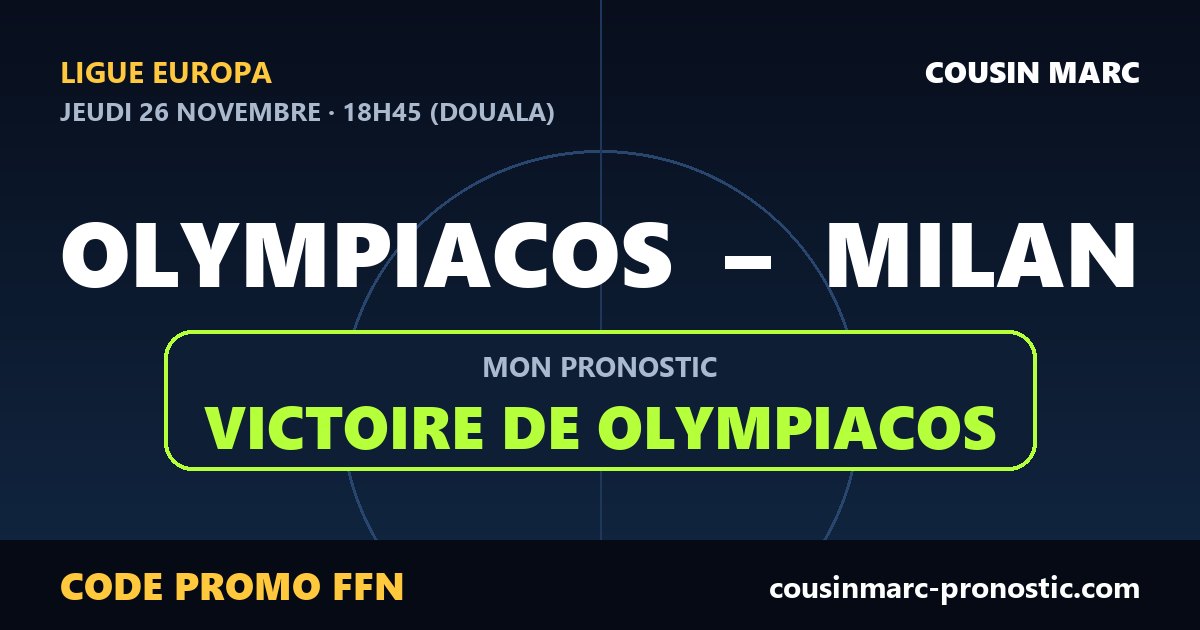 LIGUE EUROPA
COUSIN MARC
JEUDI 26 NOVEMBRE · 18H45 (DOUALA)
OLYMPIACOS – MILAN
MON PRONOSTIC
VICTOIRE DE OLYMPIACOS
CODE PROMO FFN
cousinmarc-pronostic.com